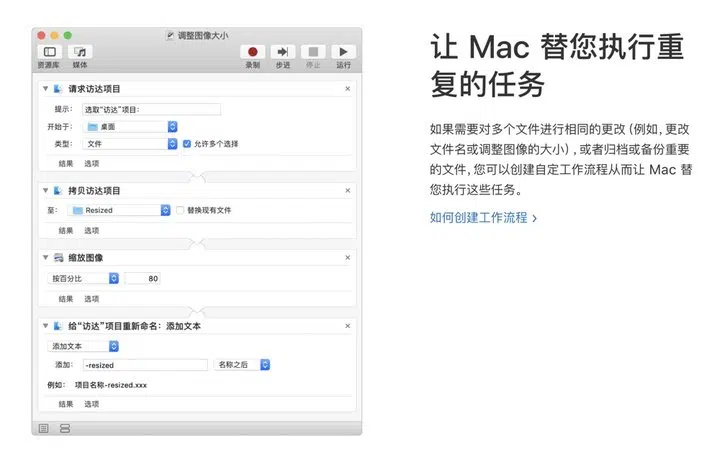 调整图像大小
资源库 媒体 录制 步进 停止 运行
请求访达项目
提示: 选取“访达”项目:
开始于: 桌面
类型: 文件 允许多个选择
结果 选项
拷贝访达项目
至: Resized 替换现有文件
结果 选项
缩放图像
按百分比 80
结果 选项
给“访达”项目重新命名: 添加文本
添加文本
添加: -resized 名称之后
例如: 项目名称-resized.xxx
结果 选项
让 Mac 替您执行重
复的任务
如果需要对多个文件进行相同的更改 (例如, 更改
文件名或调整图像的大小) , 或者归档或备份重要
的文件, 您可以创建自定工作流程从而让 Mac 替
您执行这些任务。
如何创建工作流程 >